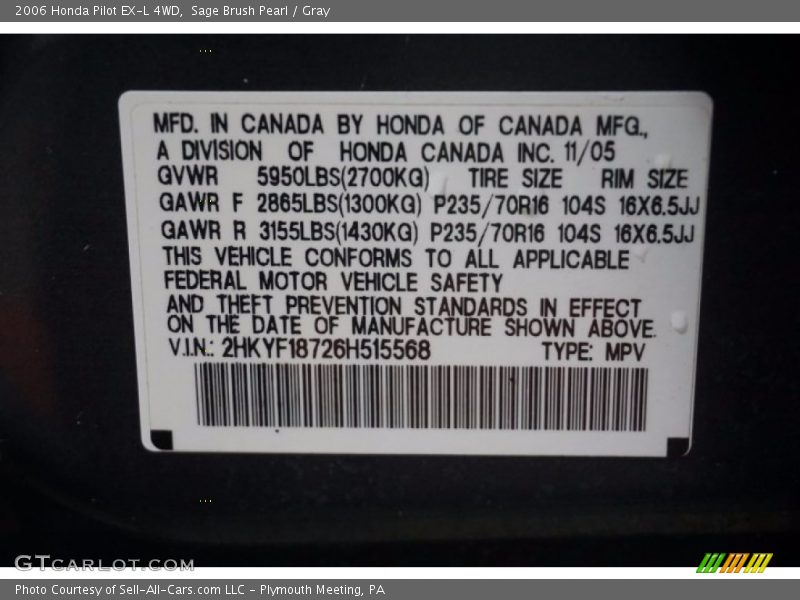 2006 Honda Pilot EX-L 4WD, Sage Brush Pearl / Gray
MFD. IN CANADA BY HONDA OF CANADA MFG.,
A DIVISION OF HONDA CANADA INC. 11/05
GVWR 5950LBS(2700KG) TIRE SIZE RIM SIZE
GAWR F 2865LBS(1300KG) P235/70R16 104S 16X6.5JJ
GAWR R 3155LBS(1430KG) P235/70R16 104S 16X6.5JJ
THIS VEHICLE CONFORMS TO ALL APPLICABLE
FEDERAL MOTOR VEHICLE SAFETY
AND THEFT PREVENTION STANDARDS IN EFFECT
ON THE DATE OF MANUFACTURE SHOWN ABOVE.
V.I.N.: 2HKYF18726H515568 TYPE: MPV
GTCARLOT.COM
Photo Courtesy of Sell-All-Cars.com LLC - Plymouth Meeting, PA